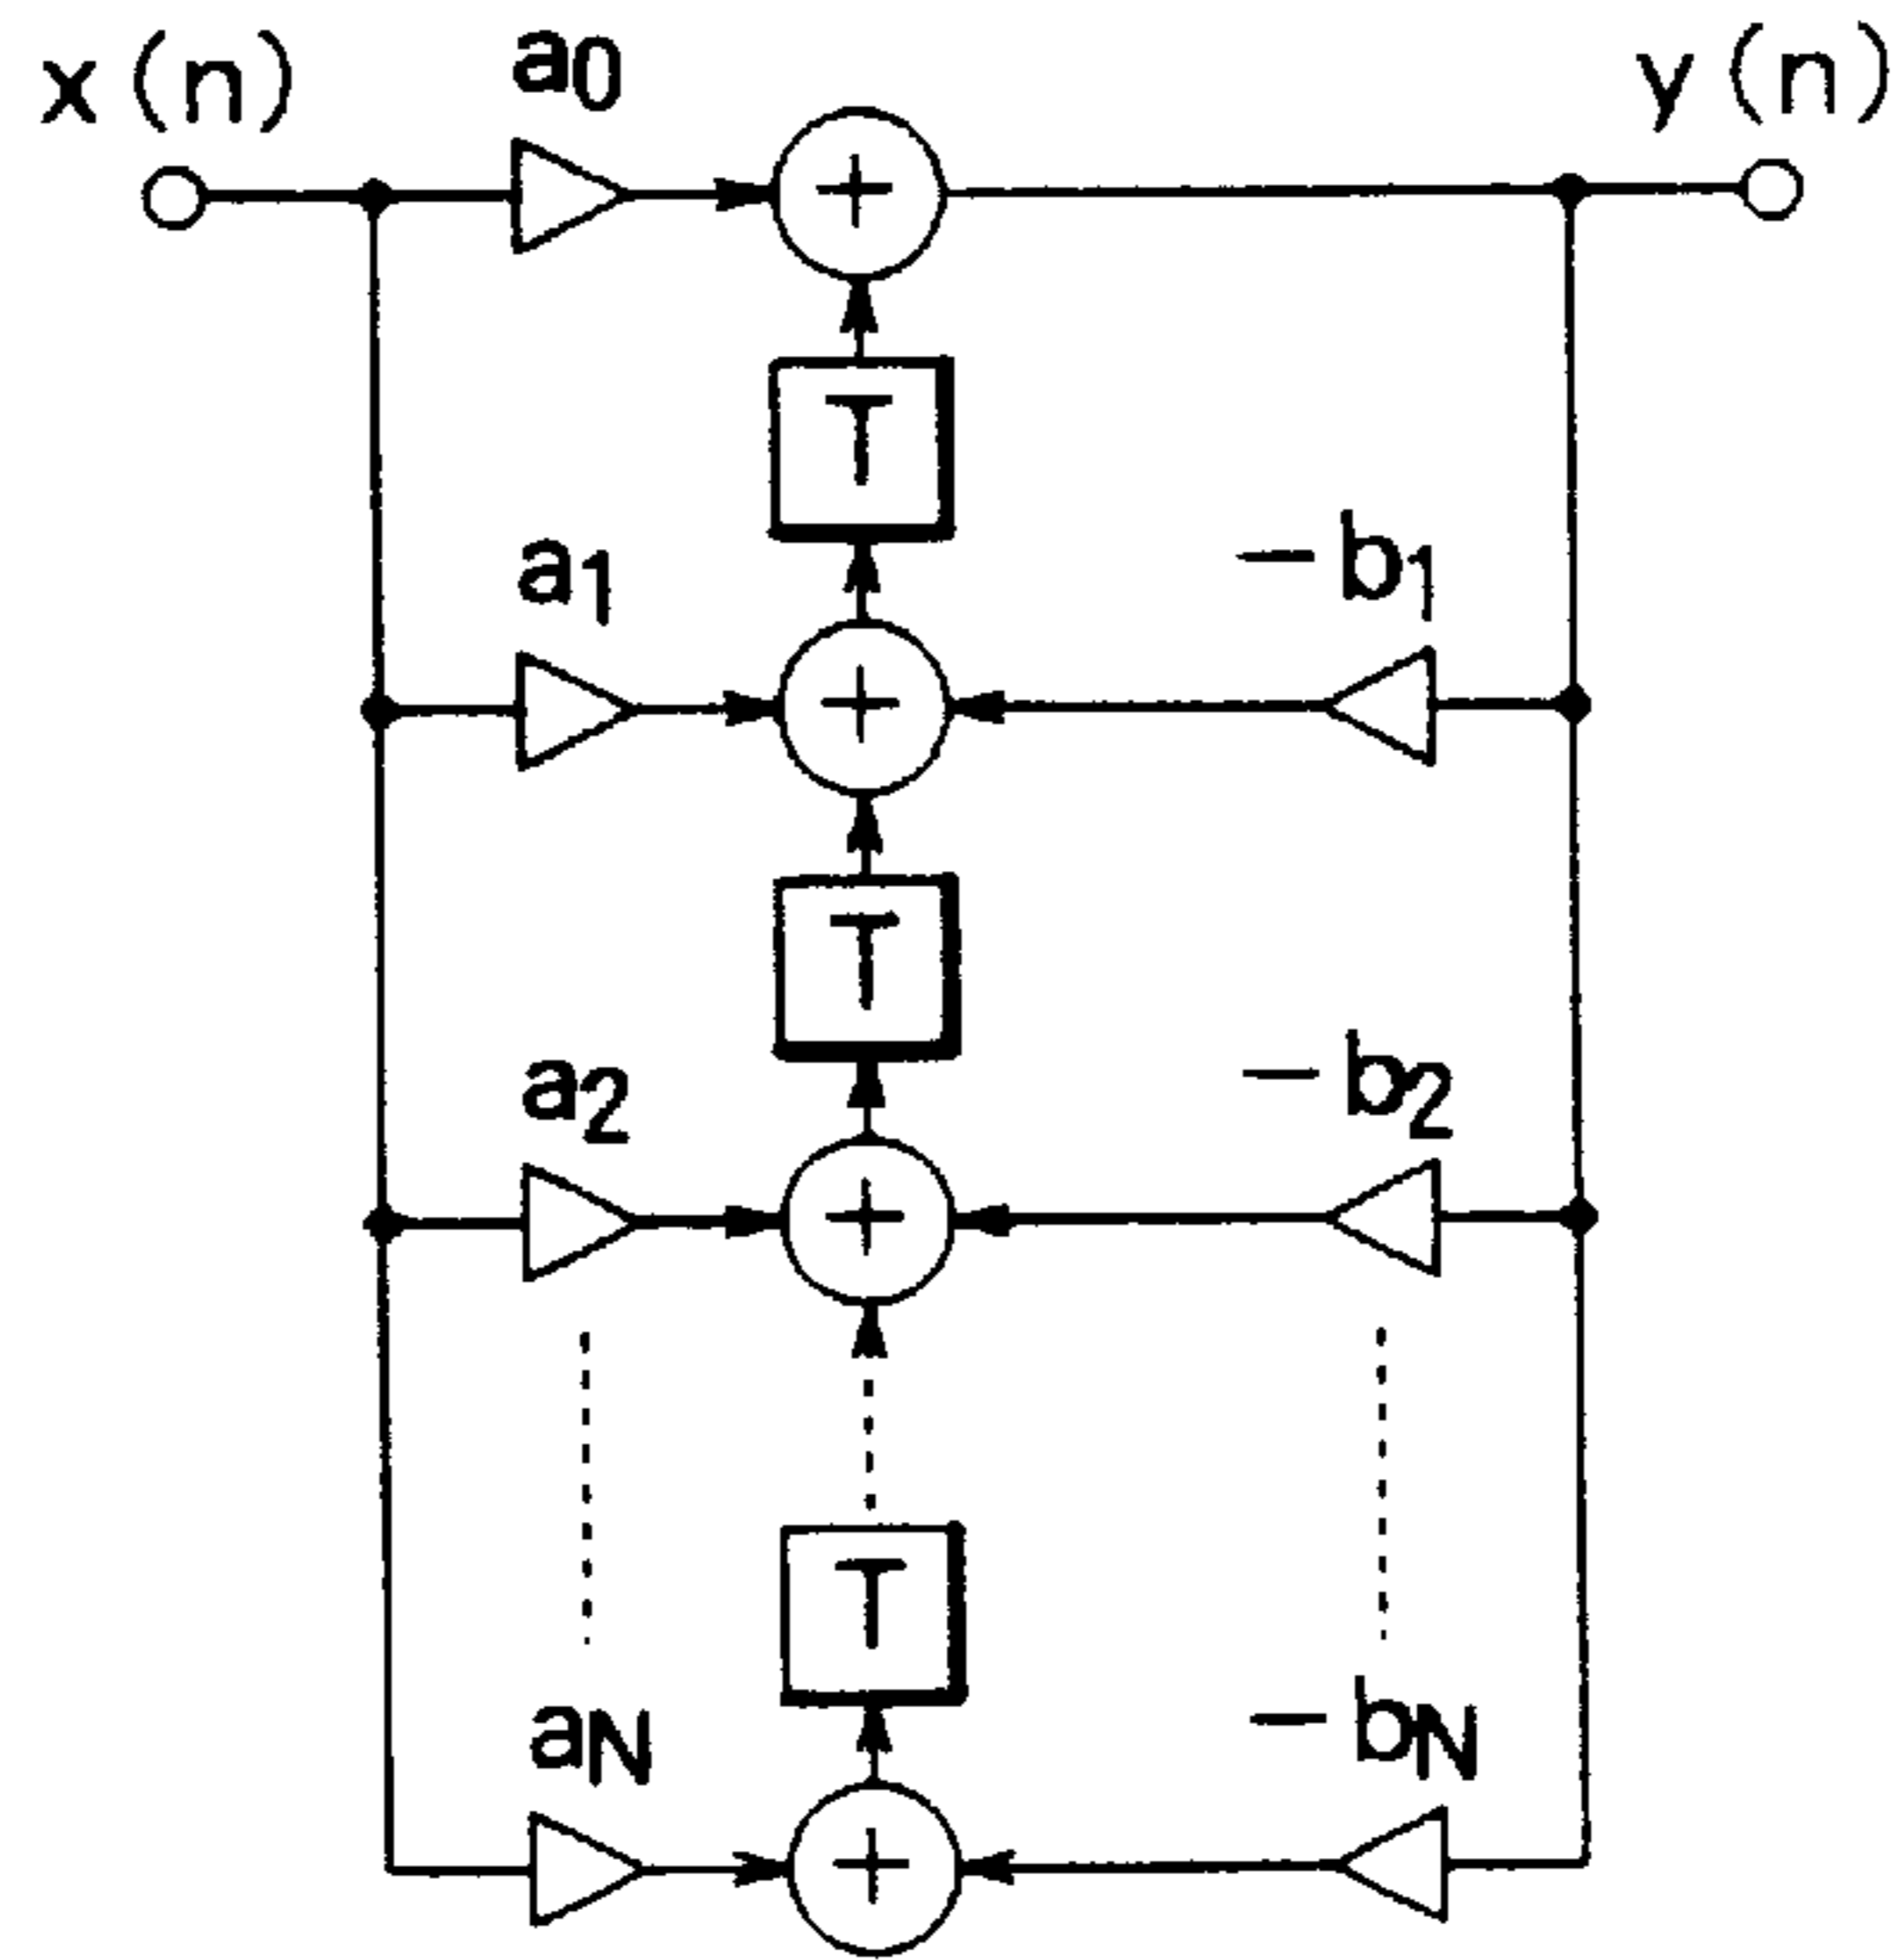 x(n) a0 y(n)
+
T
a1 -b1
+
T
a2 -b2
+
T
aN -bN
+